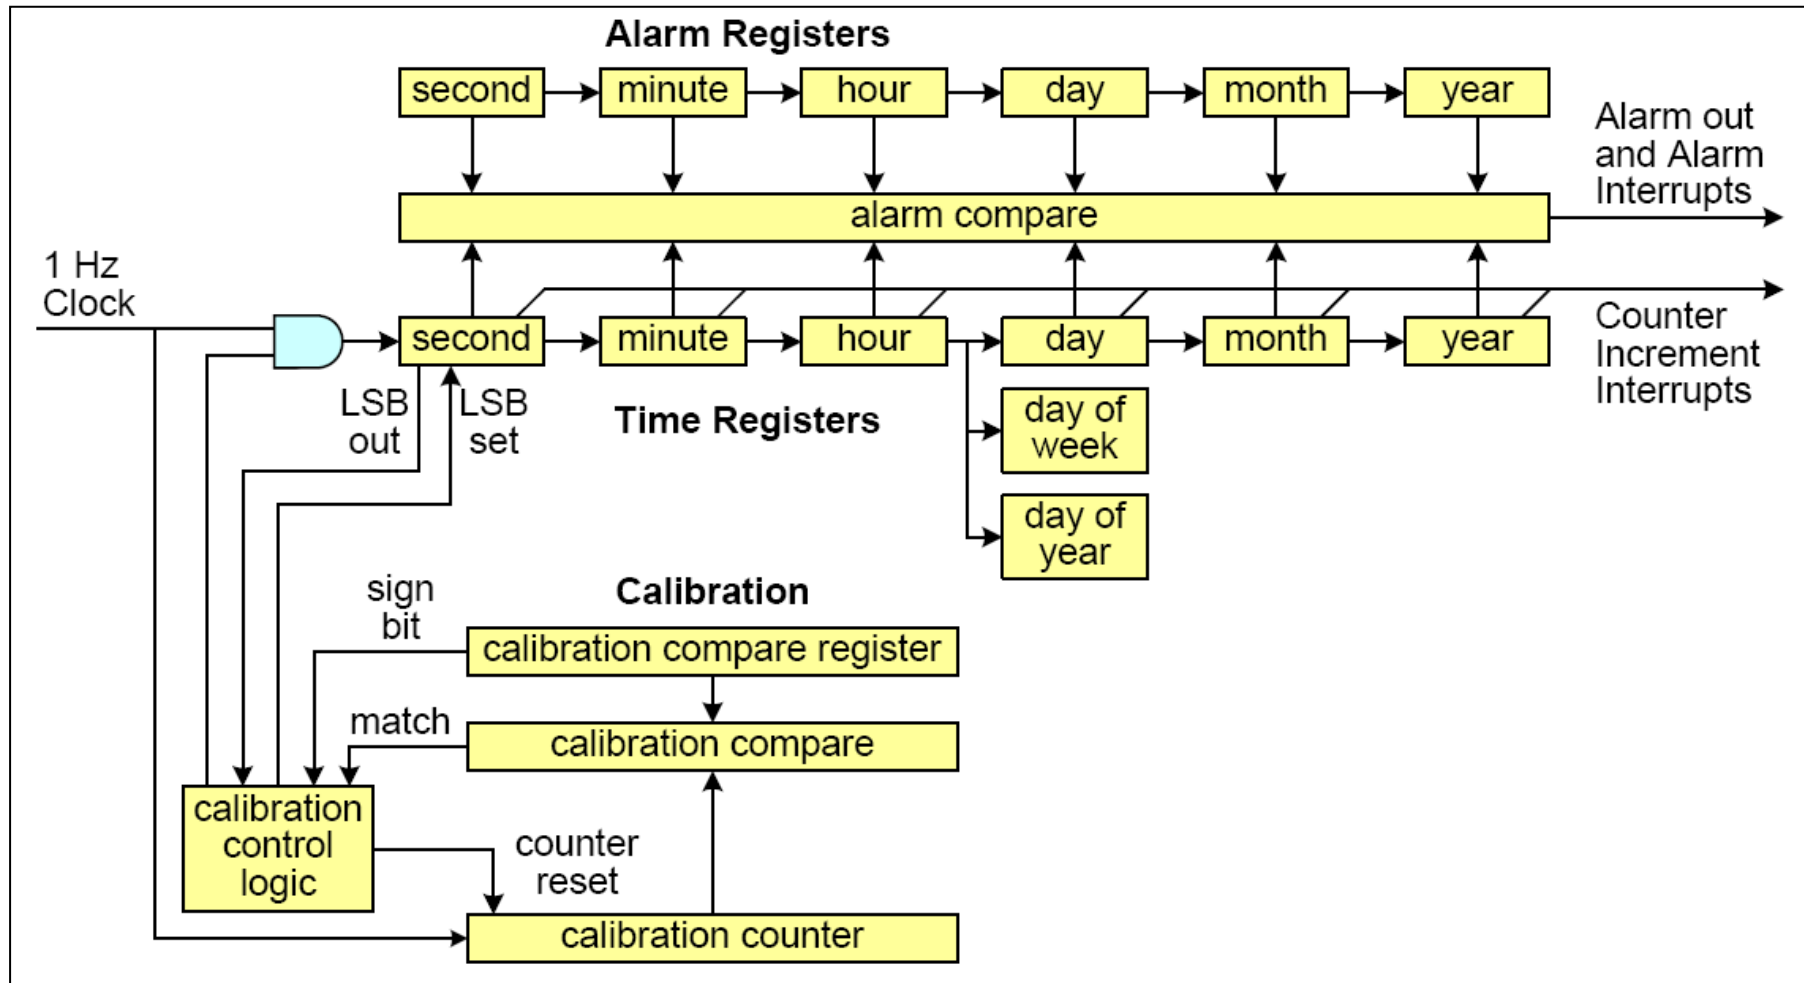 Alarm Registers
second
minute
hour
day
month
year
Alarm out
and Alarm
Interrupts
alarm compare
1 Hz
Clock
second
minute
hour
day
month
year
Counter
Increment
Interrupts
LSB
out
LSB
set
Time Registers
day of
week
day of
year
sign
bit
Calibration
calibration compare register
match
calibration compare
calibration
control
logic
counter
reset
calibration counter